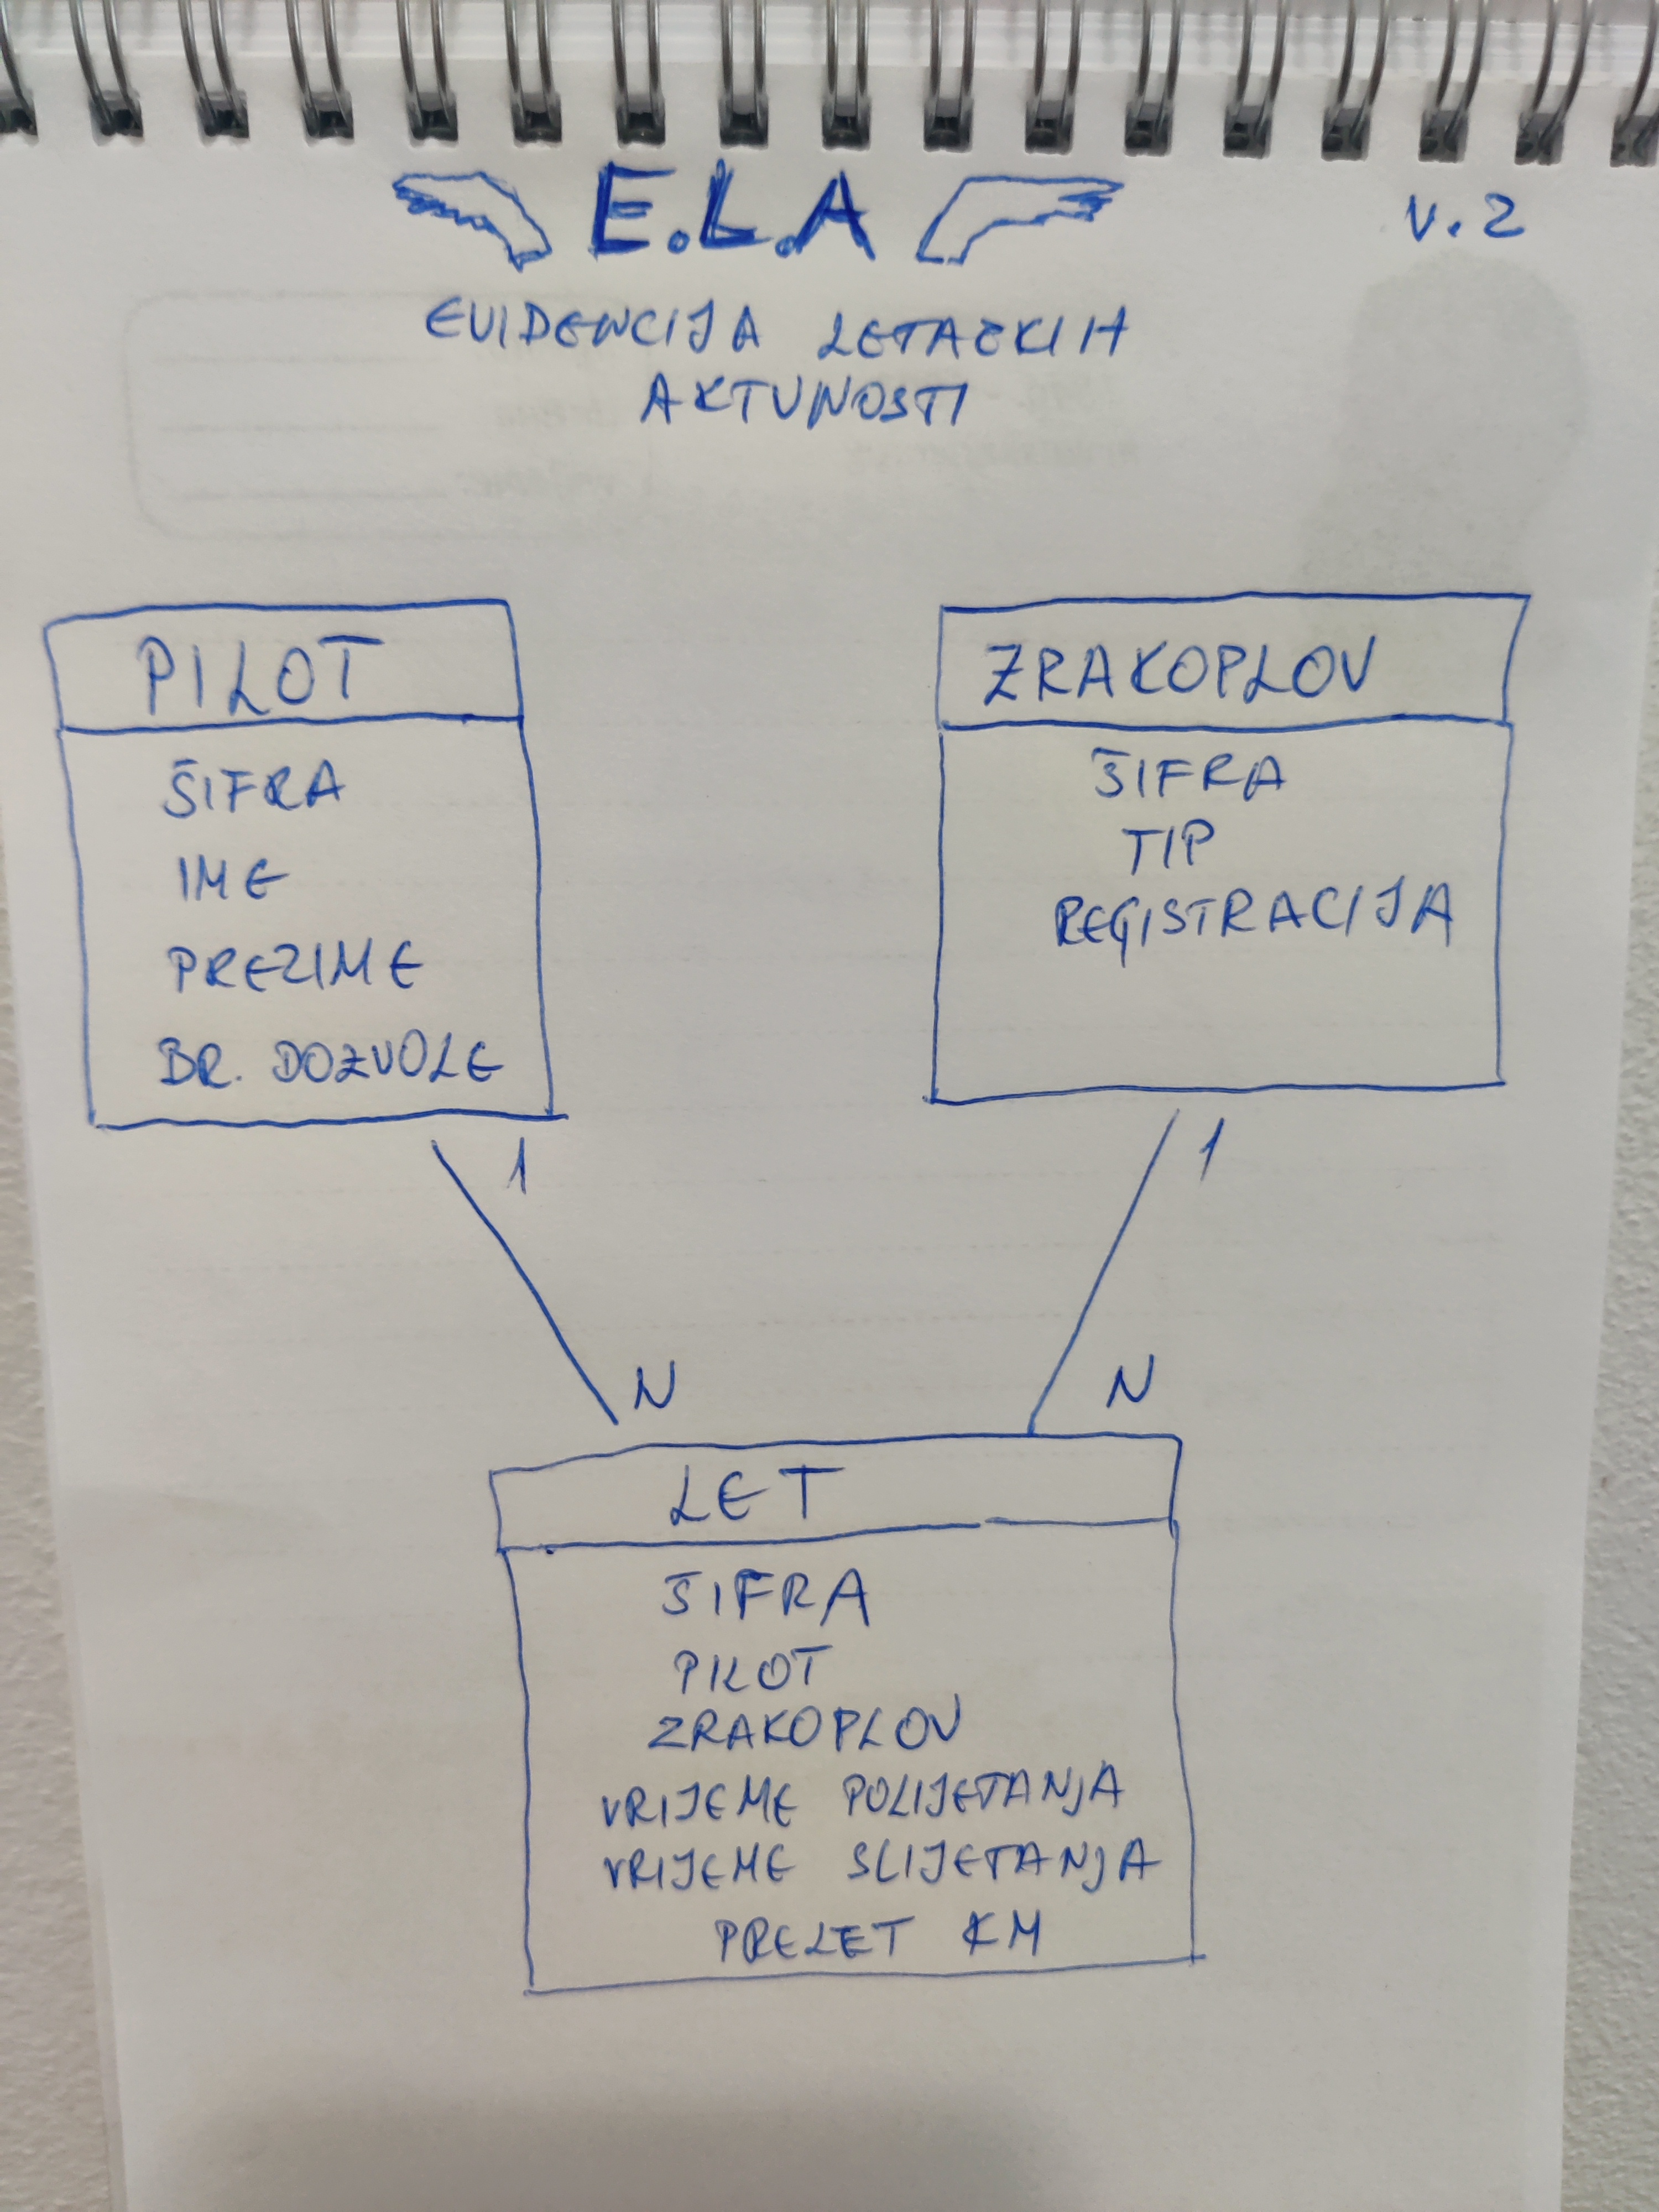 E.L.A
V.2
EVIDENCIJA LETAČKIH
AKTIVNOSTI
PILOT
ŠIFRA
IME
PREZIME
BR. DOZVOLE
1
ZRAKOPLOV
ŠIFRA
TIP
REGISTRACIJA
1
N
N
LET
ŠIFRA
PILOT
ZRAKOPLOV
VRIJEME POLIJETANJA
VRIJEME SLIJETANJA
PRELET KM